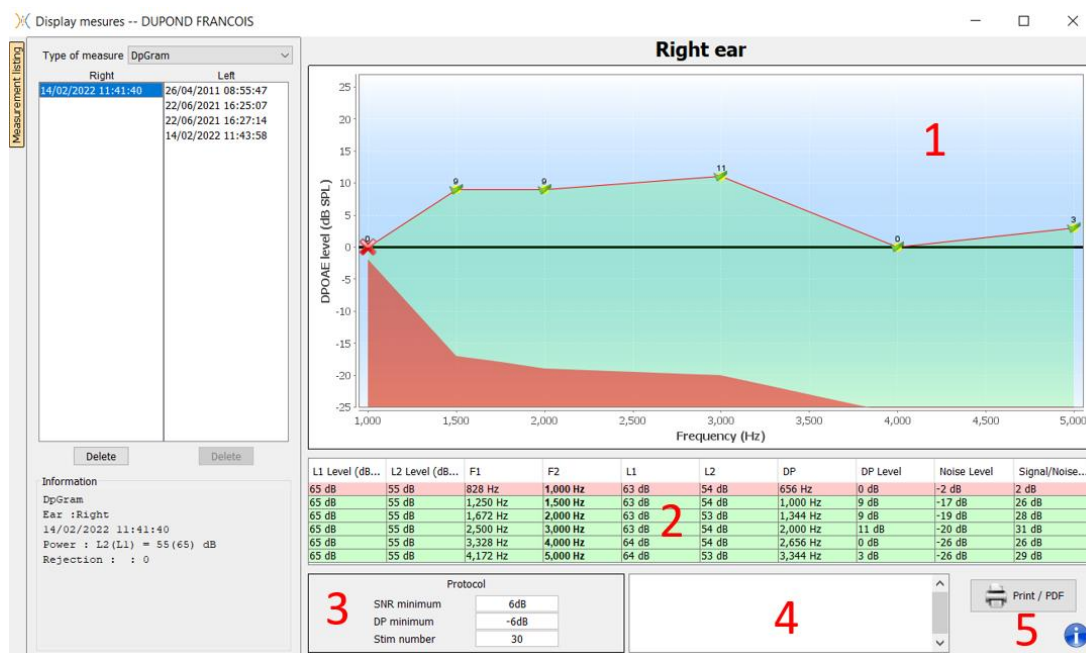 Display mesures -- DUPOND FRANCOIS
Measurement listing
Type of measure DpGram
Right Left
14/02/2022 11:41:40 26/04/2011 08:55:47
22/06/2021 16:25:07
22/06/2021 16:27:14
14/02/2022 11:43:58
Delete Delete
Information
DpGram
Ear :Right
14/02/2022 11:41:40
Power : L2(L1) = 55(65) dB
Rejection : : 0
Right ear
1
DPOAE level (dB SPL)
25
20
15
10
5
0
-5
-10
-15
-20
-25
0 9 9 11 0 3
1,000 1,500 2,000 2,500 3,000 3,500 4,000 4,500 5,000
Frequency (Hz)
L1 Level (dB... L2 Level (dB... F1 F2 L1 L2 DP DP Level Noise Level Signal/Noise...
65 dB 55 dB 828 Hz 1,000 Hz 63 dB 54 dB 656 Hz 0 dB -2 dB 2 dB
65 dB 55 dB 1,250 Hz 1,500 Hz 63 dB 54 dB 1,000 Hz 9 dB -17 dB 26 dB
65 dB 55 dB 1,672 Hz 2,000 Hz 63 dB 53 dB 1,344 Hz 9 dB -19 dB 28 dB
65 dB 55 dB 2,500 Hz 3,000 Hz 63 dB 54 dB 2,000 Hz 11 dB -20 dB 31 dB
65 dB 55 dB 3,328 Hz 4,000 Hz 64 dB 54 dB 2,656 Hz 0 dB -26 dB 26 dB
65 dB 55 dB 4,172 Hz 5,000 Hz 64 dB 53 dB 3,344 Hz 3 dB -26 dB 29 dB
2
Protocol
3
SNR minimum 6dB
DP minimum -6dB
Stim number 30
4
Print / PDF
5
i